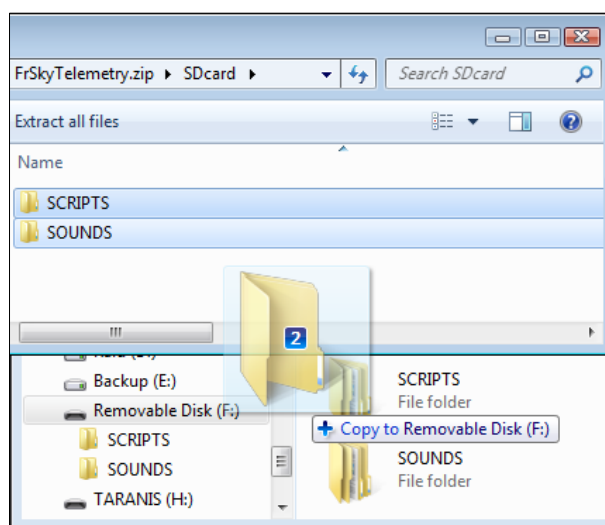 FrSkyTelemetry.zip SDcard Search SDcard
Extract all files
Name
SCRIPTS
SOUNDS
2
Backup (E:)
SCRIPTS
Removable Disk (F:)
File folder
Copy to Removable Disk (F:)
SCRIPTS
SOUNDS
SOUNDS
File folder
TARANIS (H:)